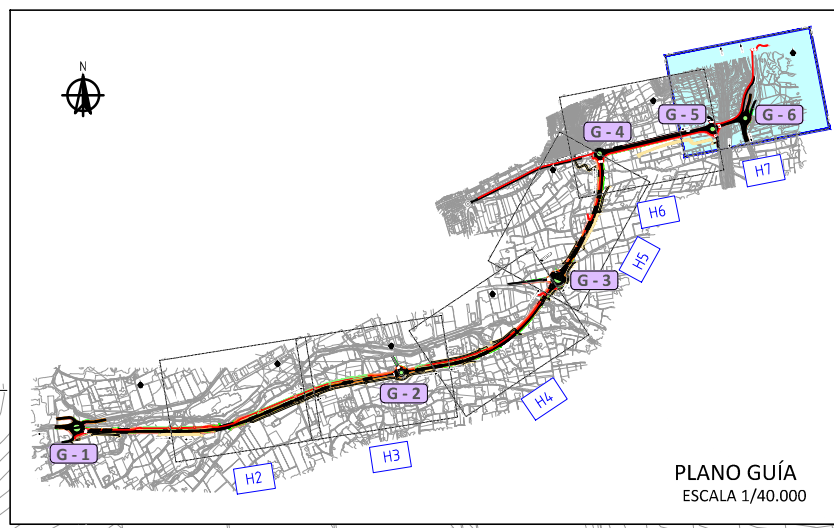 N
G - 4
G - 5
G - 6
H7
H6
H5
G - 3
G - 2
H4
G - 1
H3
H2
PLANO GUÍA
ESCALA 1/40.000